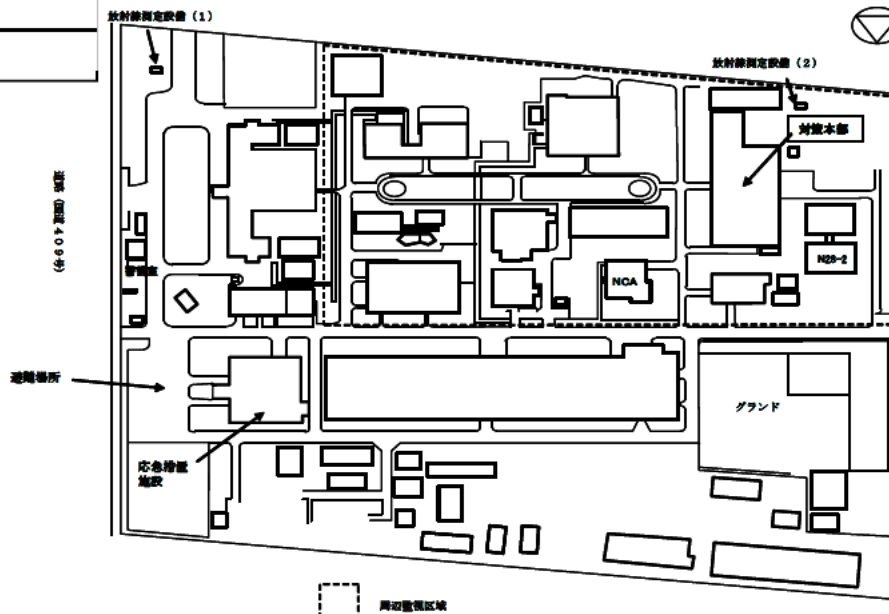 放射線測定設備（1）
放射線測定設備（2）
対策本部
道路（国道４０９号）
N28-2
警備室
NCA
避難場所
グランド
応急措置
施設
周辺監視区域